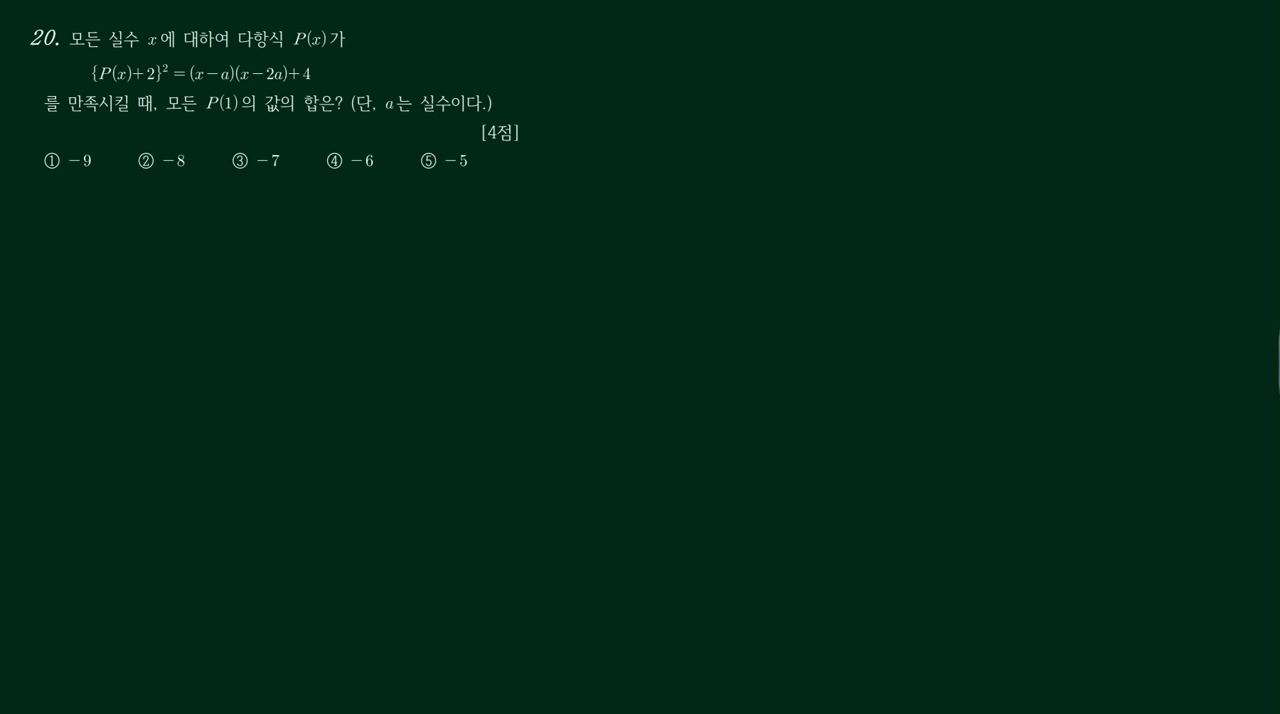 20. 모든 실수 x에 대하여 다항식 P(x)가
{P(x)+2}² = (x−a)(x−2a)+4
를 만족시킬 때, 모든 P(1)의 값의 합은? (단, a는 실수이다.)
[4점]
① −9 ② −8 ③ −7 ④ −6 ⑤ −5